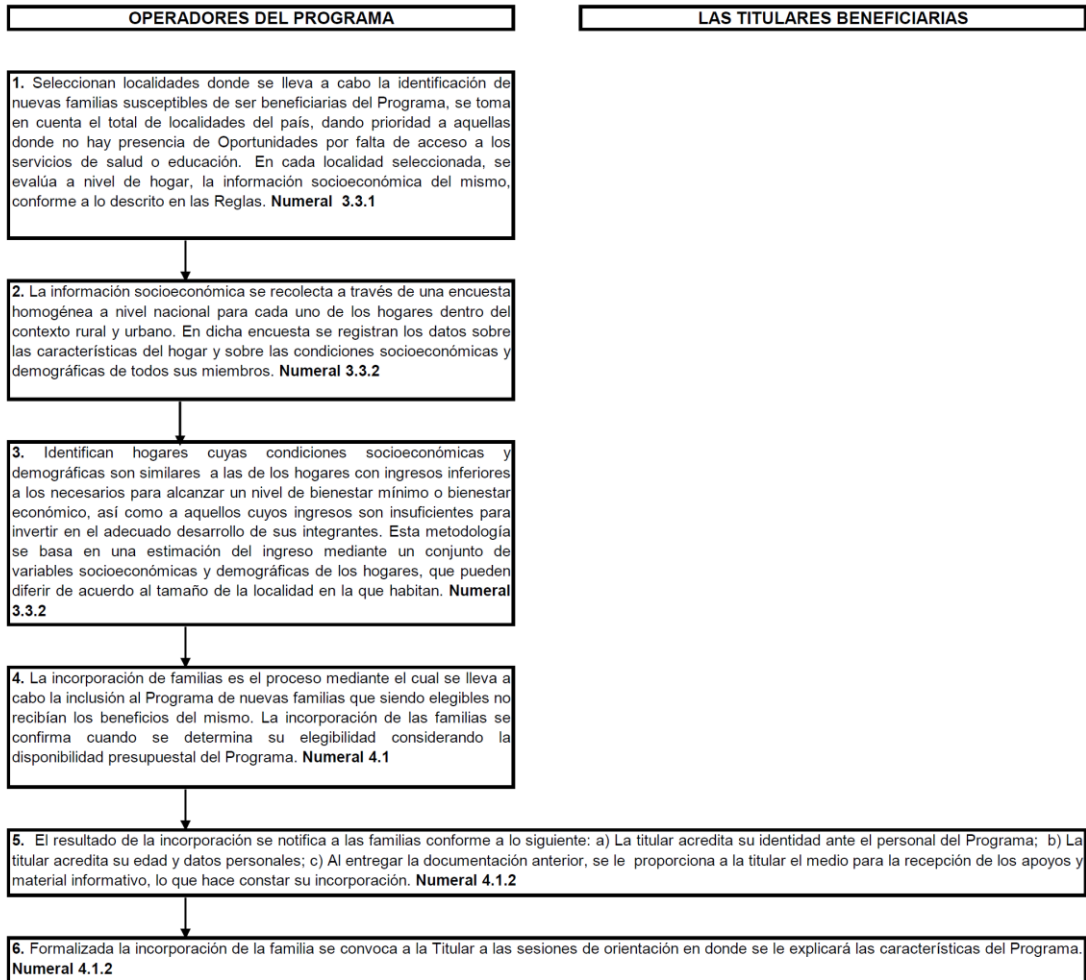 OPERADORES DEL PROGRAMA
LAS TITULARES BENEFICIARIAS
1. Seleccionan localidades donde se lleva a cabo la identificación de
nuevas familias susceptibles de ser beneficiarias del Programa, se toma
en cuenta el total de localidades del país, dando prioridad a aquellas
donde no hay presencia de Oportunidades por falta de acceso a los
servicios de salud o educación. En cada localidad seleccionada, se
evalúa a nivel de hogar, la información socioeconómica del mismo,
conforme a lo descrito en las Reglas. Numeral 3.3.1
2. La información socioeconómica se recolecta a través de una encuesta
homogénea a nivel nacional para cada uno de los hogares dentro del
contexto rural y urbano. En dicha encuesta se registran los datos sobre
las características del hogar y sobre las condiciones socioeconómicas y
demográficas de todos sus miembros. Numeral 3.3.2
3. Identifican hogares cuyas condiciones socioeconómicas y
demográficas son similares a las de los hogares con ingresos inferiores
a los necesarios para alcanzar un nivel de bienestar mínimo o bienestar
económico, así como a aquellos cuyos ingresos son insuficientes para
invertir en el adecuado desarrollo de sus integrantes. Esta metodología
se basa en una estimación del ingreso mediante un conjunto de
variables socioeconómicas y demográficas de los hogares, que pueden
diferir de acuerdo al tamaño de la localidad en la que habitan. Numeral
3.3.2
4. La incorporación de familias es el proceso mediante el cual se lleva a
cabo la inclusión al Programa de nuevas familias que siendo elegibles no
recibían los beneficios del mismo. La incorporación de las familias se
confirma cuando se determina su elegibilidad considerando la
disponibilidad presupuestal del Programa. Numeral 4.1
5. El resultado de la incorporación se notifica a las familias conforme a lo siguiente: a) La titular acredita su identidad ante el personal del Programa; b) La
titular acredita su edad y datos personales; c) Al entregar la documentación anterior, se le proporciona a la titular el medio para la recepción de los apoyos y
material informativo, lo que hace constar su incorporación. Numeral 4.1.2
6. Formalizada la incorporación de la familia se convoca a la Titular a las sesiones de orientación en donde se le explicará las características del Programa.
Numeral 4.1.2